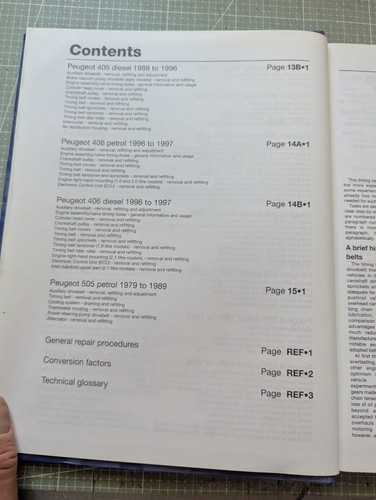 Contents
Peugeot 405 diesel 1988 to 1996 Page 13B•1
Auxiliary drivebelt - removal, refitting and adjustment
Brake vacuum pump drivebelt (early models) - removal and refitting
Engine assembly/valve timing holes - general information and usage
Cylinder head cover - removal and refitting
Crankshaft pulley - removal and refitting
Timing belt covers - removal and refitting
Timing belt - removal and refitting
Timing belt sprockets - removal and refitting
Timing belt tensioner - removal and refitting
Timing belt idler roller - removal and refitting
Intercooler - removal and refitting
Air distribution housing - removal and refitting
Peugeot 406 petrol 1996 to 1997 Page 14A•1
Auxiliary drivebelt - removal, refitting and adjustment
Engine assembly/valve timing holes - general information and usage
Crankshaft pulley - removal and refitting
Timing belt covers - removal and refitting
Timing belt - removal and refitting
Timing belt tensioner and sprockets - removal and refitting
Engine right-hand mounting (1.8 and 2.0 litre models) - removal and refitting
Electronic Control Unit (ECU) - removal and refitting
Peugeot 406 diesel 1996 to 1997 Page 14B•1
Auxiliary drivebelt - removal, refitting and adjustment
Engine assembly/valve timing holes - general information and usage
Cylinder head cover - removal and refitting
Crankshaft pulley - removal and refitting
Timing belt covers - removal and refitting
Timing belt - removal and refitting
Timing belt sprockets - removal and refitting
Timing belt tensioner (1.9 litre models) - removal and refitting
Timing belt idler roller - removal and refitting
Engine right-hand mounting (2.1 litre models) - removal and refitting
Electronic Control Unit (ECU) - removal and refitting
Inlet manifold upper part (2.1 litre models) - removal and refitting
Peugeot 505 petrol 1979 to 1989 Page 15•1
Auxiliary drivebelt - removal, refitting and adjustment
Timing belt - removal and refitting
Cooling system - draining and refilling
Thermostat housing - removal and refitting
Power steering pump drivebelt - removal and refitting
Alternator - removal and refitting
General repair procedures Page REF•1
Conversion factors Page REF•2
Technical glossary Page REF•3
A brief hi
belts